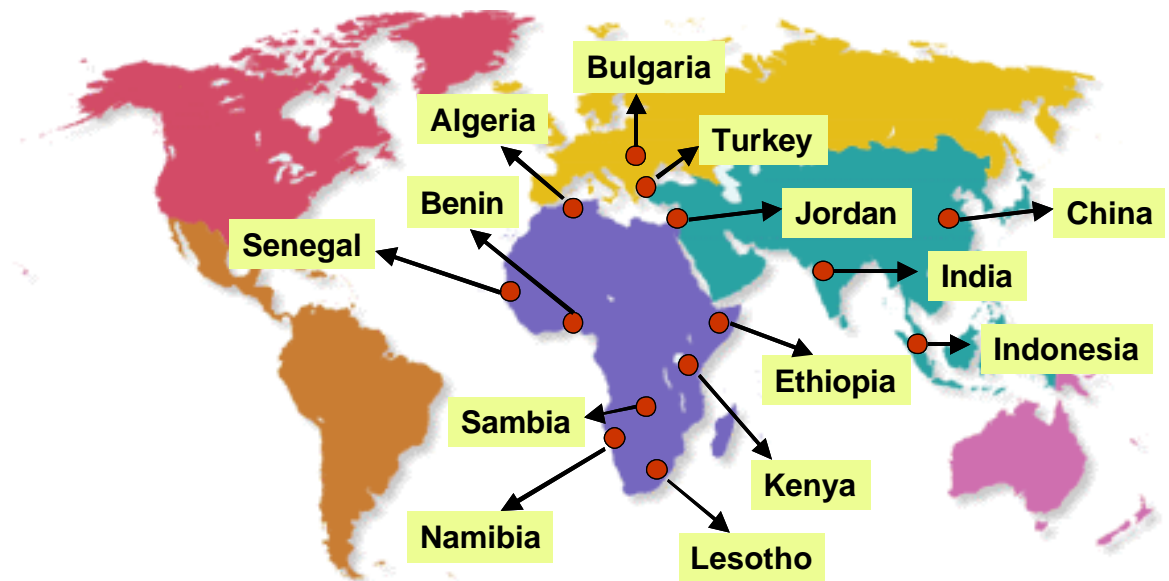 Bulgaria
Algeria
Turkey
Benin
Jordan
China
Senegal
India
Indonesia
Ethiopia
Sambia
Kenya
Namibia
Lesotho